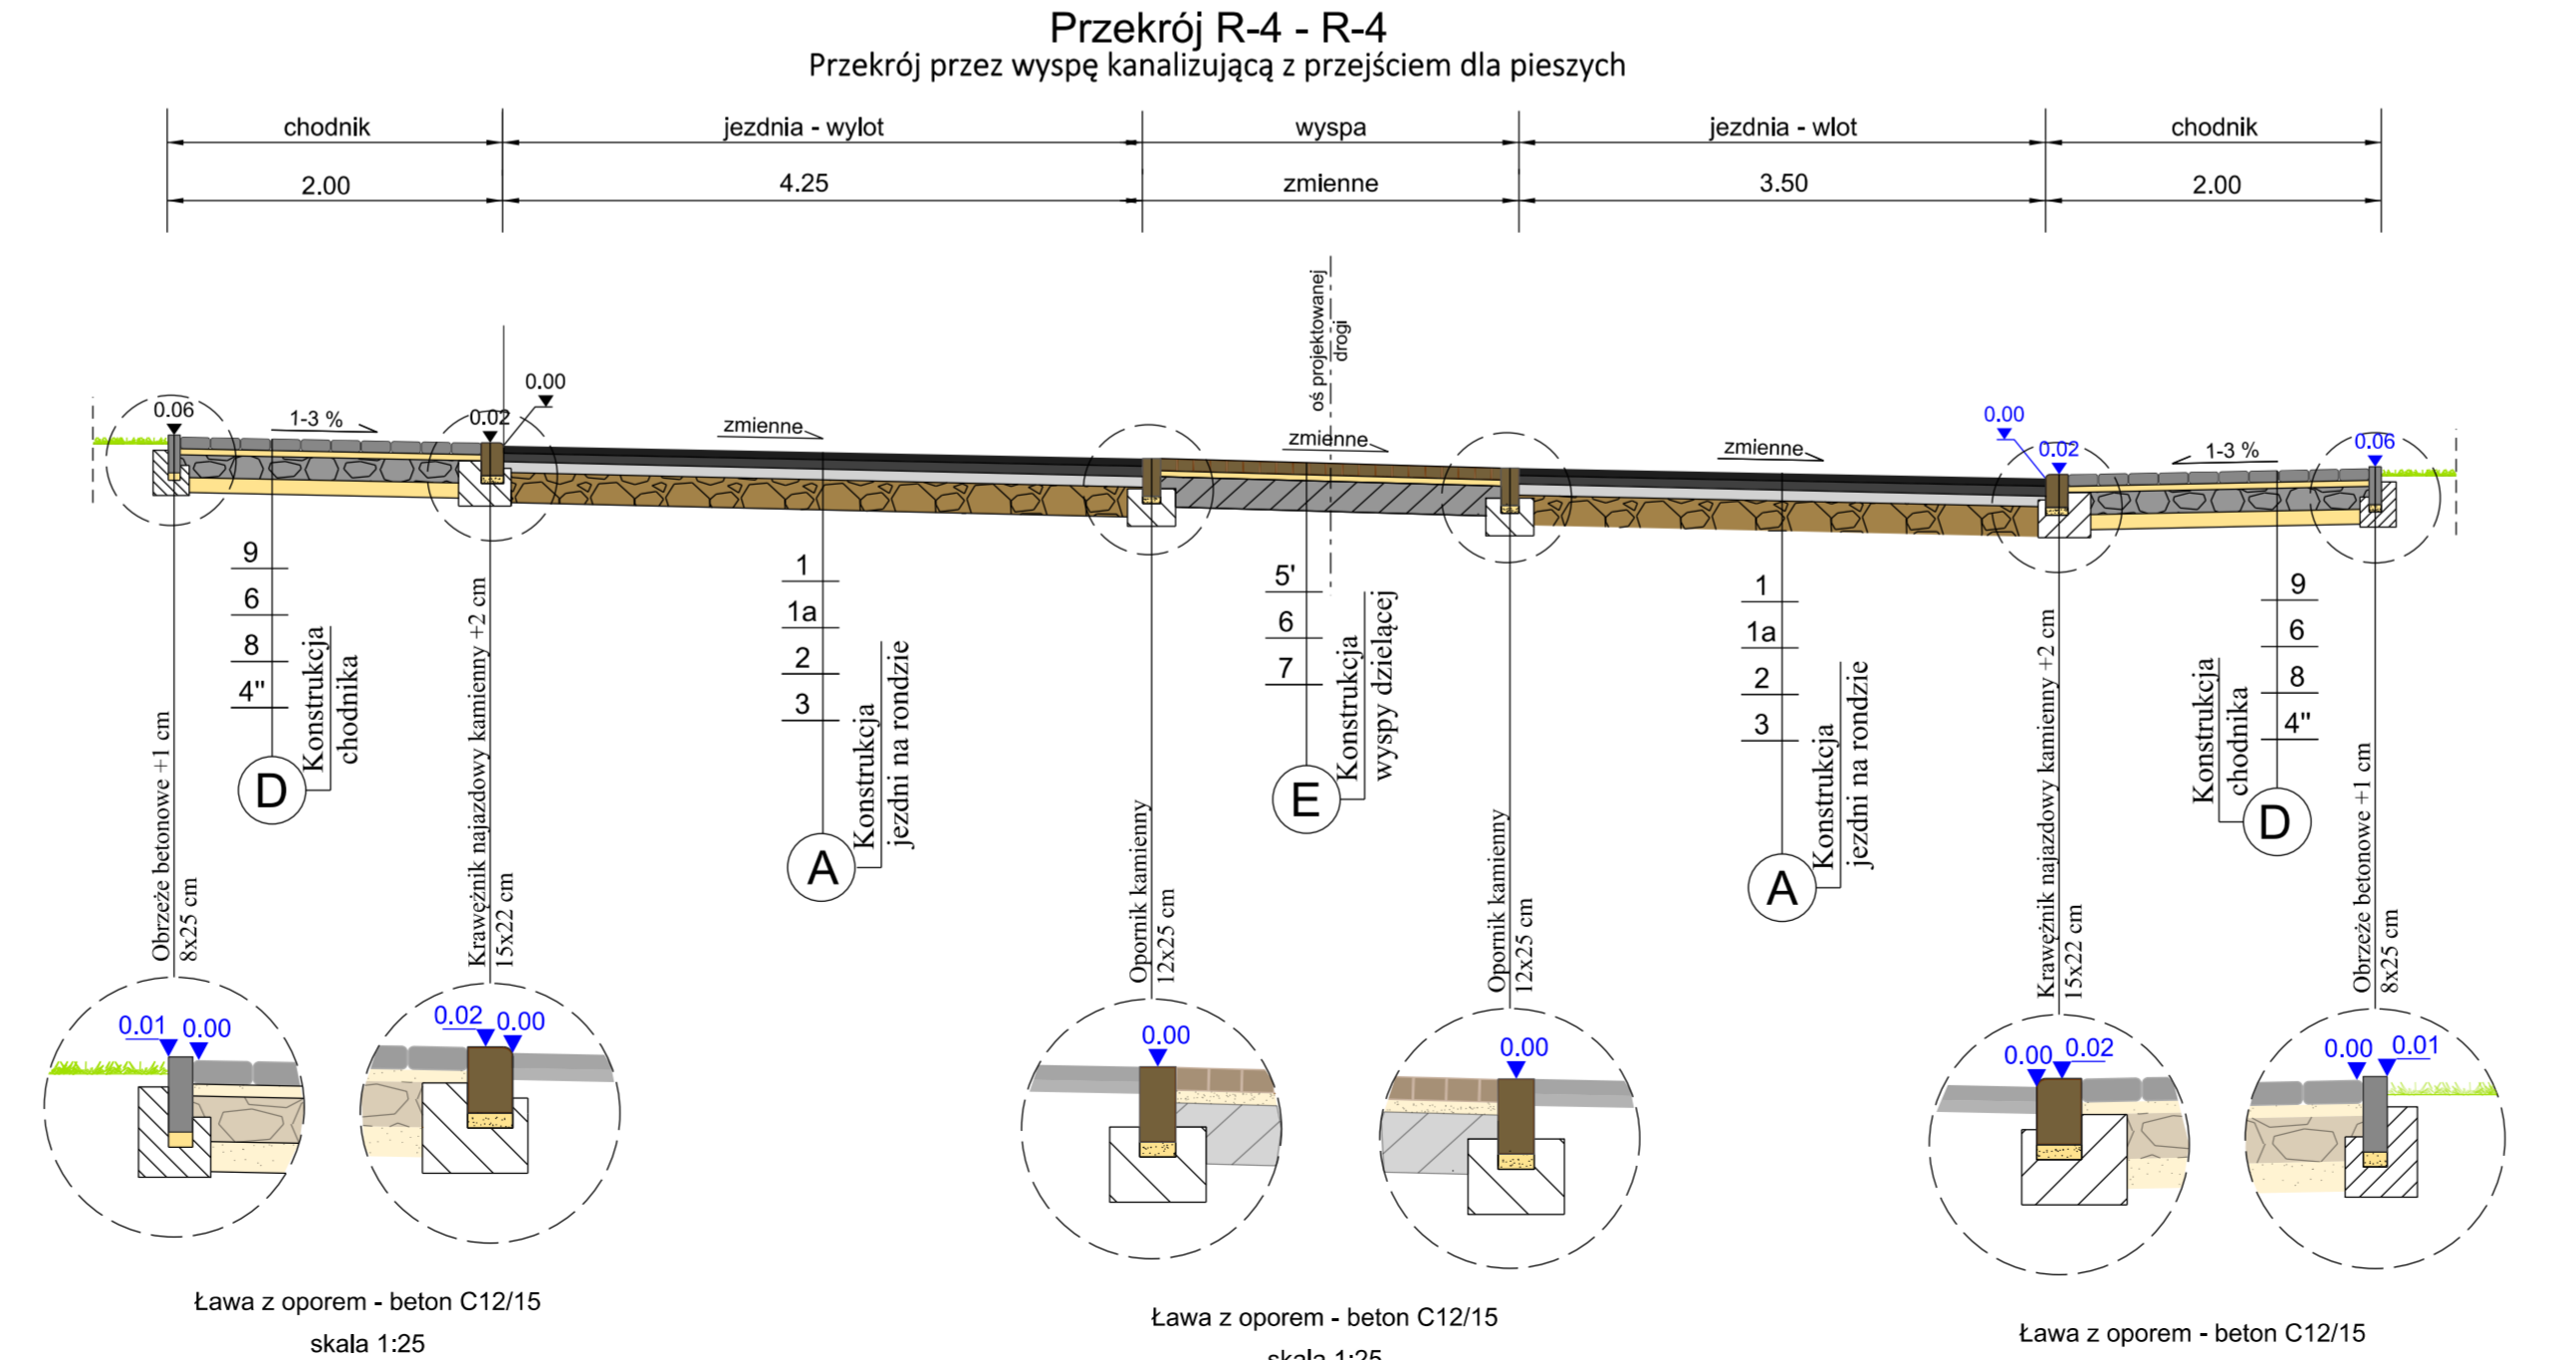 Przekrój R-4 - R-4
Przekrój przez wyspę kanalizującą z przejściem dla pieszych
chodnik
jezdnia - wylot
wyspa
jezdnia - wlot
chodnik
2.00
4.25
zmienne
3.50
2.00
oś projektowanej
drogi
0.06
1-3 %
0.02
0.00
zmienne
zmienne
zmienne
0.00
0.02
1-3 %
0.06
9
6
8
4"
D
Konstrukcja
chodnika
1
1a
2
3
A
Konstrukcja
jezdni na rondzie
5'
6
7
E
Konstrukcja
wyspy dzielącej
1
1a
2
3
A
Konstrukcja
jezdni na rondzie
9
6
8
4"
D
Konstrukcja
chodnika
Obrzeże betonowe +1 cm
8x25 cm
Krawężnik najazdowy kamienny +2 cm
15x22 cm
Opornik kamienny
12x25 cm
Opornik kamienny
12x25 cm
Krawężnik najazdowy kamienny +2 cm
15x22 cm
Obrzeże betonowe +1 cm
8x25 cm
0.01 0.00
0.02 0.00
0.00
0.00
0.00 0.02
0.00 0.01
Ława z oporem - beton C12/15
skala 1:25
Ława z oporem - beton C12/15
skala 1:25
Ława z oporem - beton C12/15